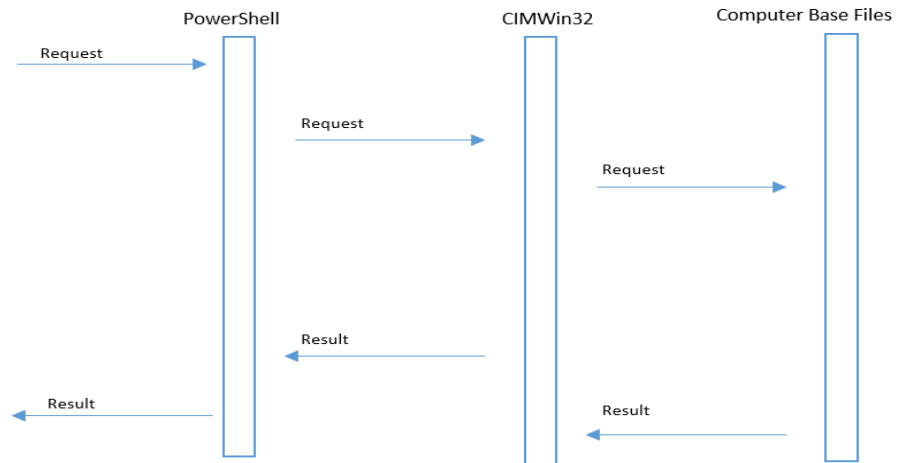 PowerShell
CIMWin32
Computer Base Files
Request
Request
Request
Result
Result
Result